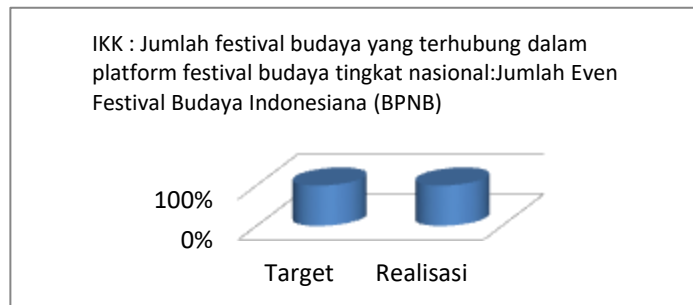 IKK : Jumlah festival budaya yang terhubung dalam
platform festival budaya tingkat nasional:Jumlah Even
Festival Budaya Indonesiana (BPNB)
100%
0%
Target
Realisasi